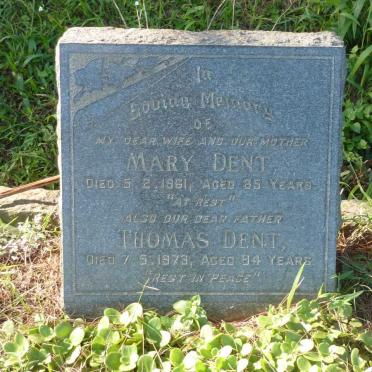 In
Loving Memory
OF
MY DEAR WIFE AND OUR MOTHER
MARY DENT
DIED 5. 2. 1961, AGED 85 YEARS
"AT REST"
ALSO OUR DEAR FATHER
THOMAS DENT,
DIED 7. 5. 1973, AGED 94 YEARS
"REST IN PEACE"